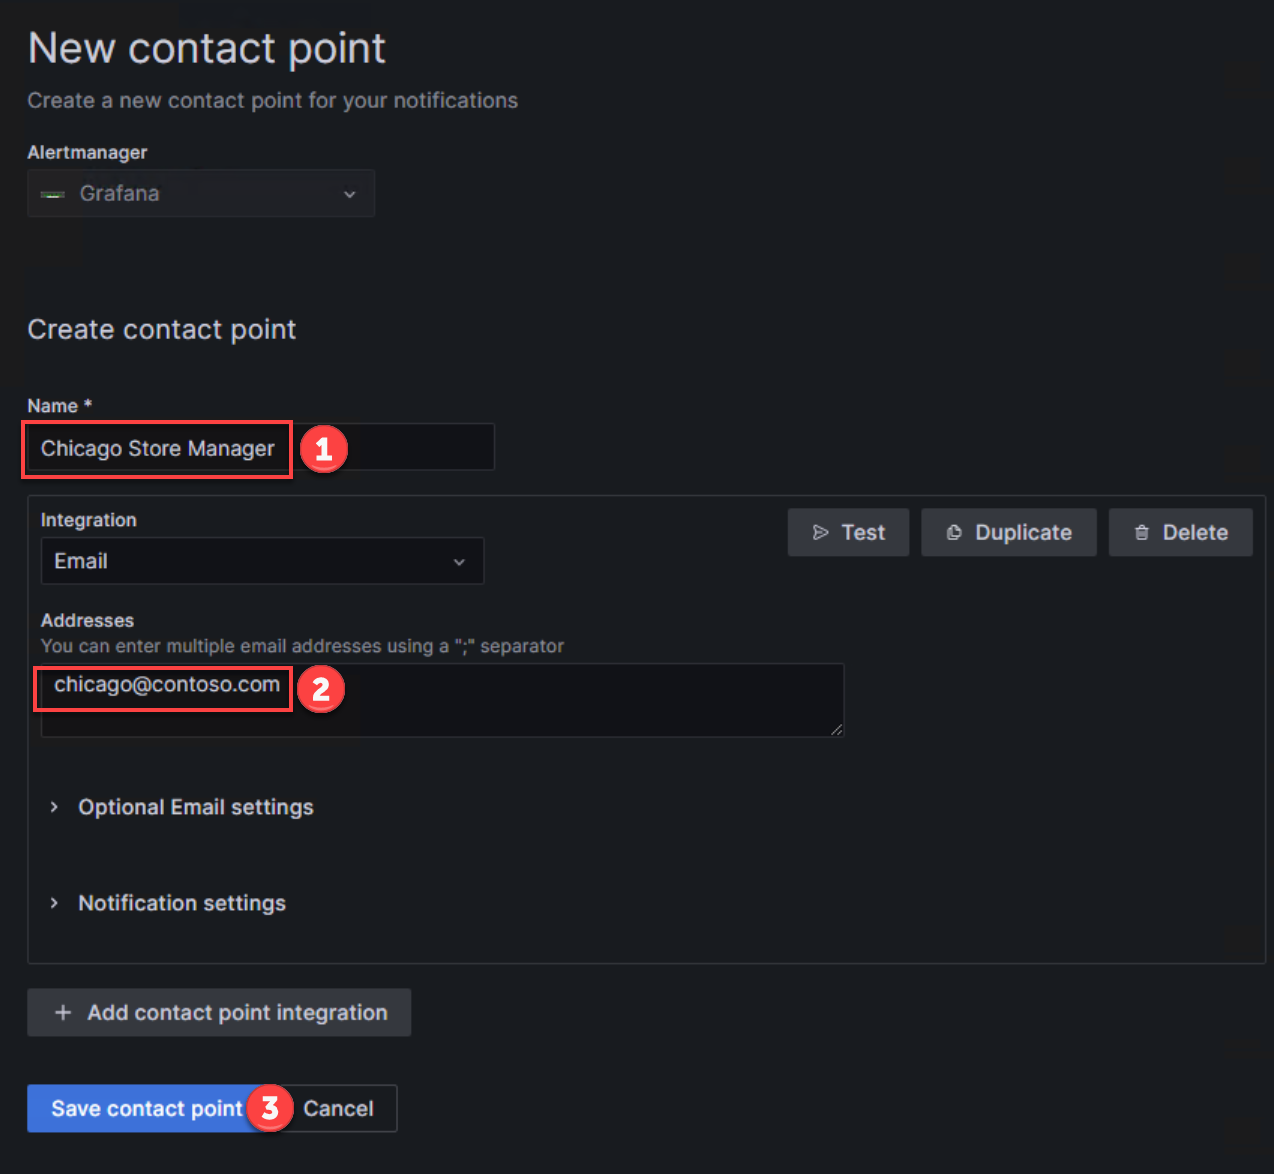 New contact point
Create a new contact point for your notifications
Alertmanager
Grafana
Create contact point
Name *
Chicago Store Manager 1
Integration
Test Duplicate Delete
Email
Addresses
You can enter multiple email addresses using a ";" separator
chicago@contoso.com 2
Optional Email settings
Notification settings
+ Add contact point integration
Save contact point 3 Cancel